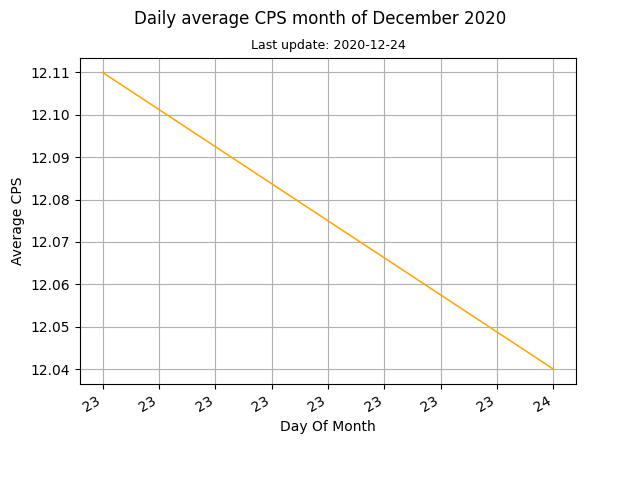 Daily average CPS month of December 2020
Last update: 2020-12-24
12.11
12.10
12.09
12.08
12.07
12.06
12.05
12.04
Average CPS
23 23 23 23 23 23 23 23 24
Day Of Month